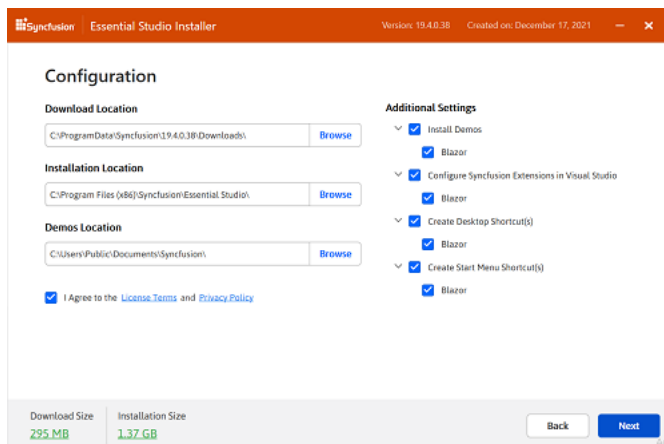 Syncfusion Essential Studio Installer Version: 19.4.0.38 Created on: December 17, 2021
Configuration
Download Location
C:\ProgramData\Syncfusion\19.4.0.38\Downloads\ Browse
Installation Location
C:\Program Files (x86)\Syncfusion\Essential Studio\ Browse
Demos Location
C:\Users\Public\Documents\Syncfusion\ Browse
I Agree to the License Terms and Privacy Policy
Additional Settings
Install Demos
Blazor
Configure Syncfusion Extensions in Visual Studio
Blazor
Create Desktop Shortcut(s)
Blazor
Create Start Menu Shortcut(s)
Blazor
Download Size
295 MB
Installation Size
1.37 GB
Back Next